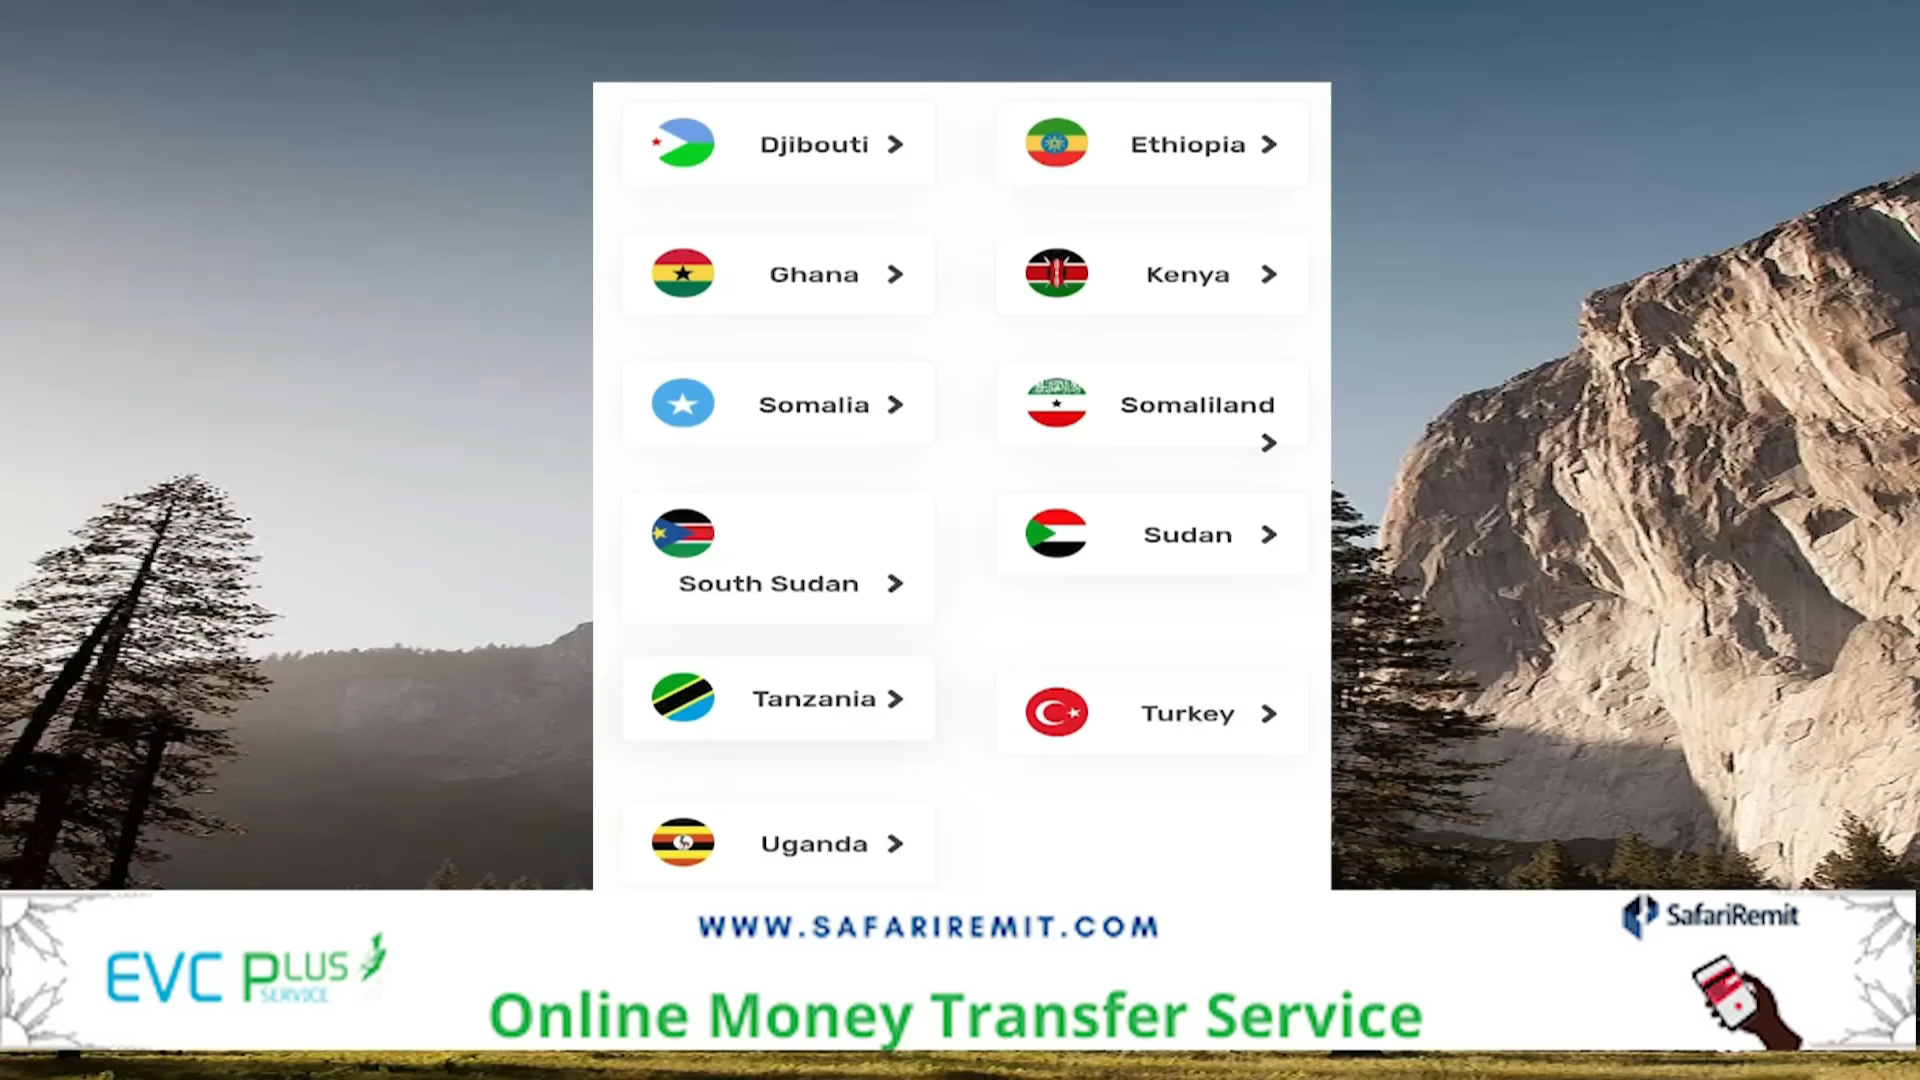 Djibouti
Ethiopia
Ghana
Kenya
Somalia
Somaliland
South Sudan
Sudan
Tanzania
Turkey
Uganda
WWW.SAFARIREMIT.COM
SafariRemit
EVC PLUS
SERVICE
Online Money Transfer Service